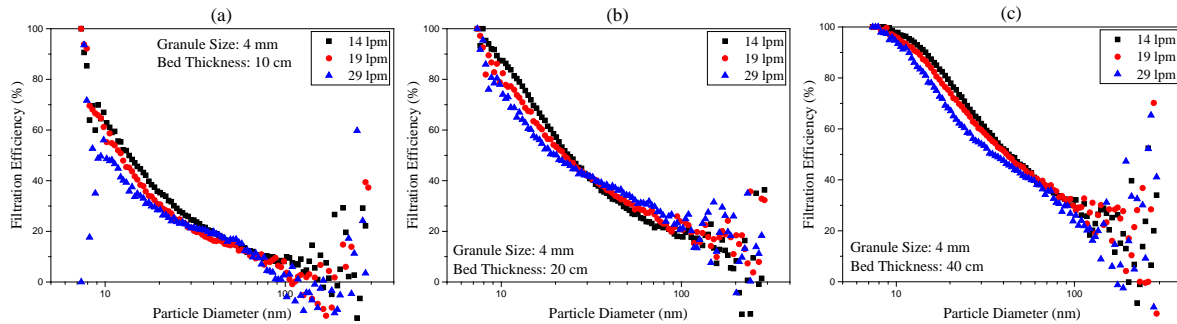 (a)
Granule Size: 4 mm
Bed Thickness: 10 cm
14 lpm
19 lpm
29 lpm
100
80
60
40
20
0
Filtration Efficiency (%)
10
100
Particle Diameter (nm)
(b)
14 lpm
19 lpm
29 lpm
Granule Size: 4 mm
Bed Thickness: 20 cm
100
80
60
40
20
0
Filtration Efficiency (%)
10
100
Particle Diameter (nm)
(c)
14 lpm
19 lpm
29 lpm
Granule Size: 4 mm
Bed Thickness: 40 cm
100
80
60
40
20
0
Filtration Efficiency (%)
10
100
Particle Diameter (nm)